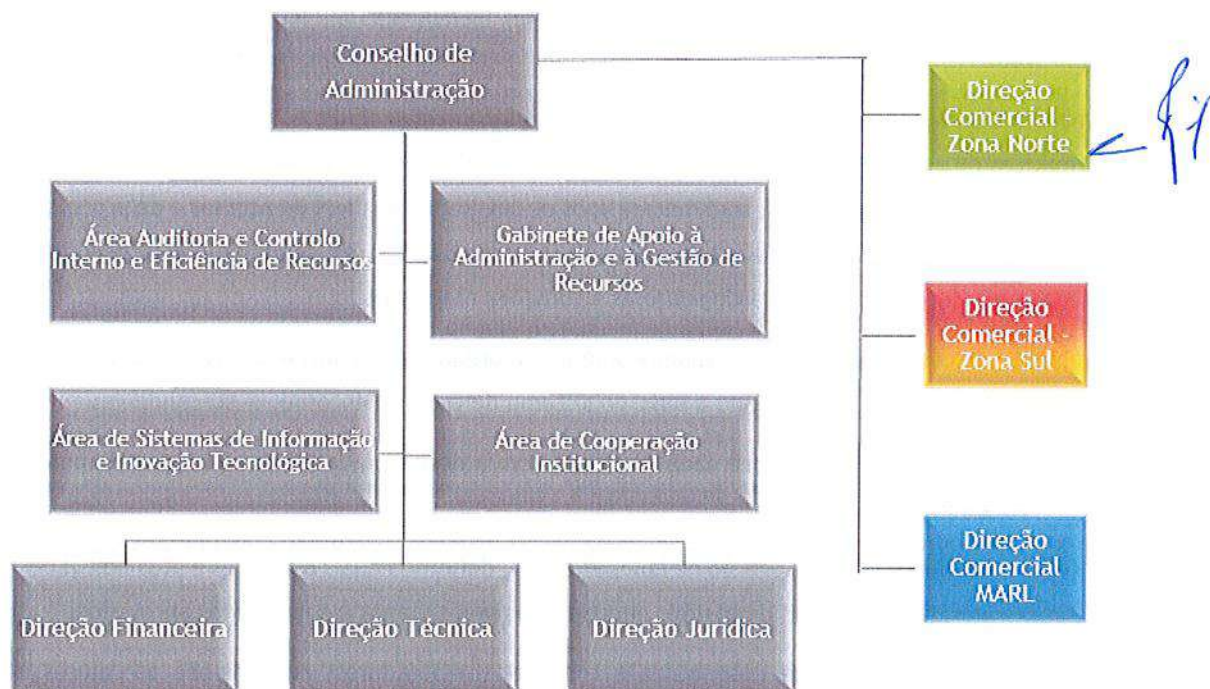 Conselho de
Administração
Direção
Comercial -
Zona Norte
Área Auditoria e Controlo
Interno e Eficiência de Recursos
Gabinete de Apoio à
Administração e à Gestão de
Recursos
Direção
Comercial -
Zona Sul
Área de Sistemas de Informação
e Inovação Tecnológica
Área de Cooperação
Institucional
Direção
Comercial
MARL
Direção Financeira
Direção Técnica
Direção Jurídica